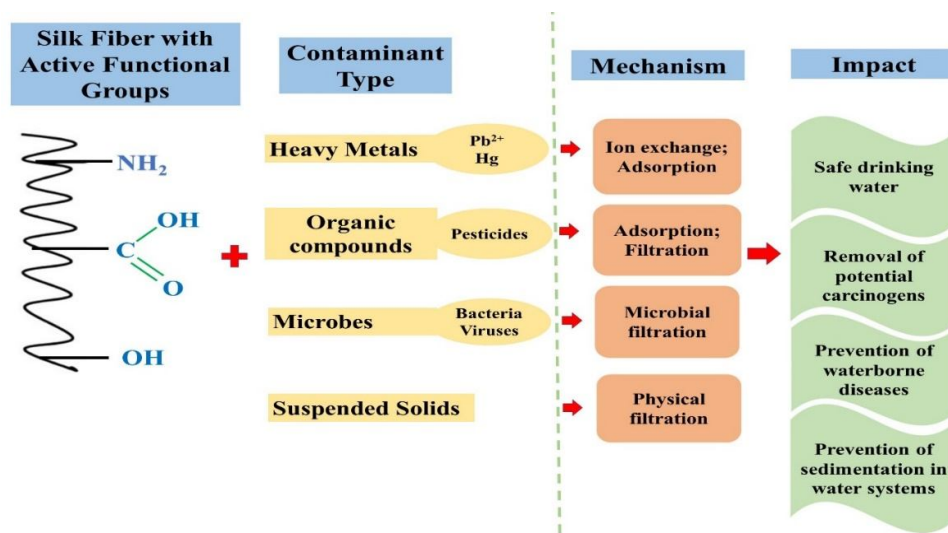 Silk Fiber with
Active Functional
Groups
NH₂
OH
C
O
OH
Contaminant
Type
Heavy Metals
Pb²⁺
Hg
Organic
compounds
Pesticides
Microbes
Bacteria
Viruses
Suspended Solids
Mechanism
Ion exchange;
Adsorption
Adsorption;
Filtration
Microbial
filtration
Physical
filtration
Impact
Safe drinking
water
Removal of
potential
carcinogens
Prevention of
waterborne
diseases
Prevention of
sedimentation in
water systems